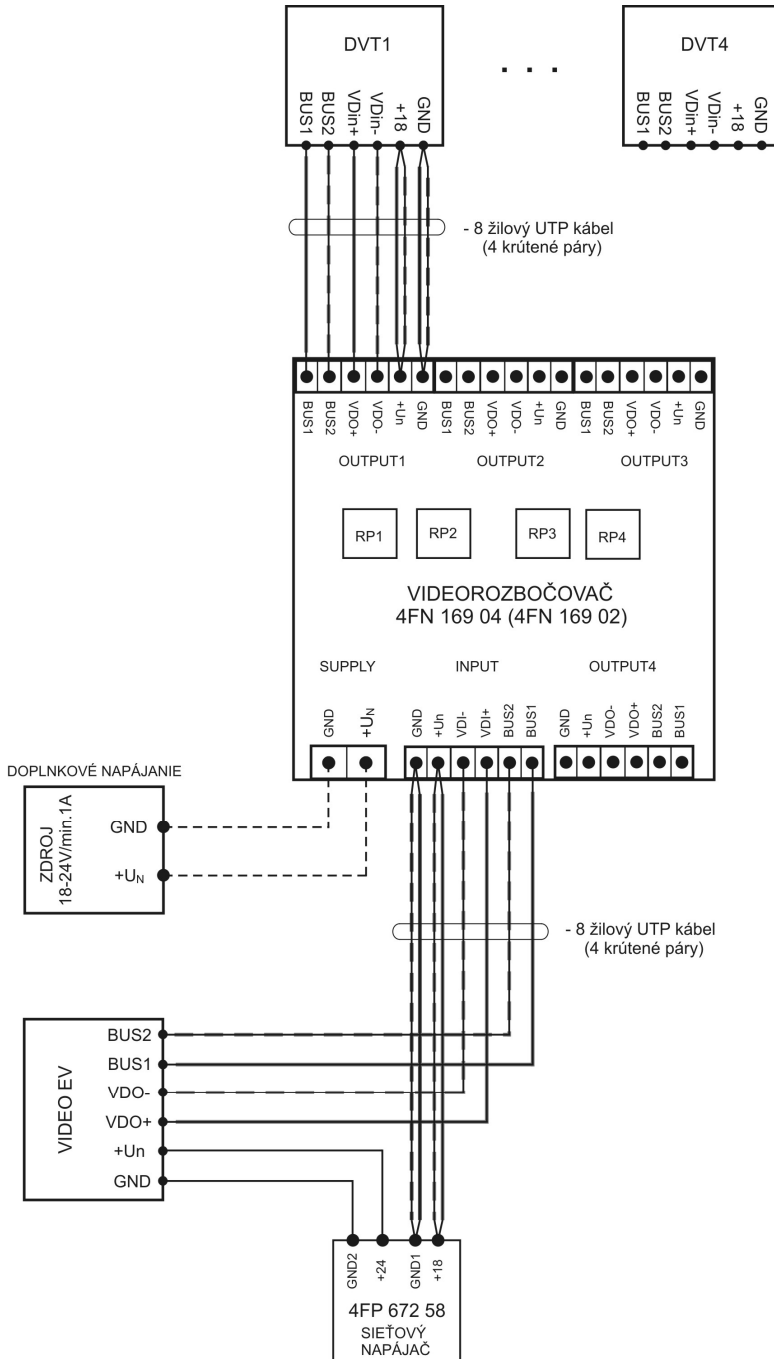 DVT1
BUS1
BUS2
VDin+
VDin-
+18
GND
. . .
DVT4
BUS1
BUS2
VDin+
VDin-
+18
GND
- 8 žilový UTP kábel
(4 krútené páry)
BUS1
BUS2
VDO+
VDO-
+Un
GND
BUS1
BUS2
VDO+
VDO-
+Un
GND
BUS1
BUS2
VDO+
VDO-
+Un
GND
OUTPUT1
OUTPUT2
OUTPUT3
RP1
RP2
RP3
RP4
VIDEOROZBOČOVAČ
4FN 169 04 (4FN 169 02)
SUPPLY
INPUT
OUTPUT4
GND
+UN
GND
+Un
VDI-
VDI+
BUS2
BUS1
GND
+Un
VDO-
VDO+
BUS2
BUS1
DOPLNKOVÉ NAPÁJANIE
ZDROJ
18-24V/min.1A
GND
+UN
- 8 žilový UTP kábel
(4 krútené páry)
VIDEO EV
BUS2
BUS1
VDO-
VDO+
+Un
GND
GND2
+24
GND1
+18
4FP 672 58
SIEŤOVÝ
NAPÁJAČ